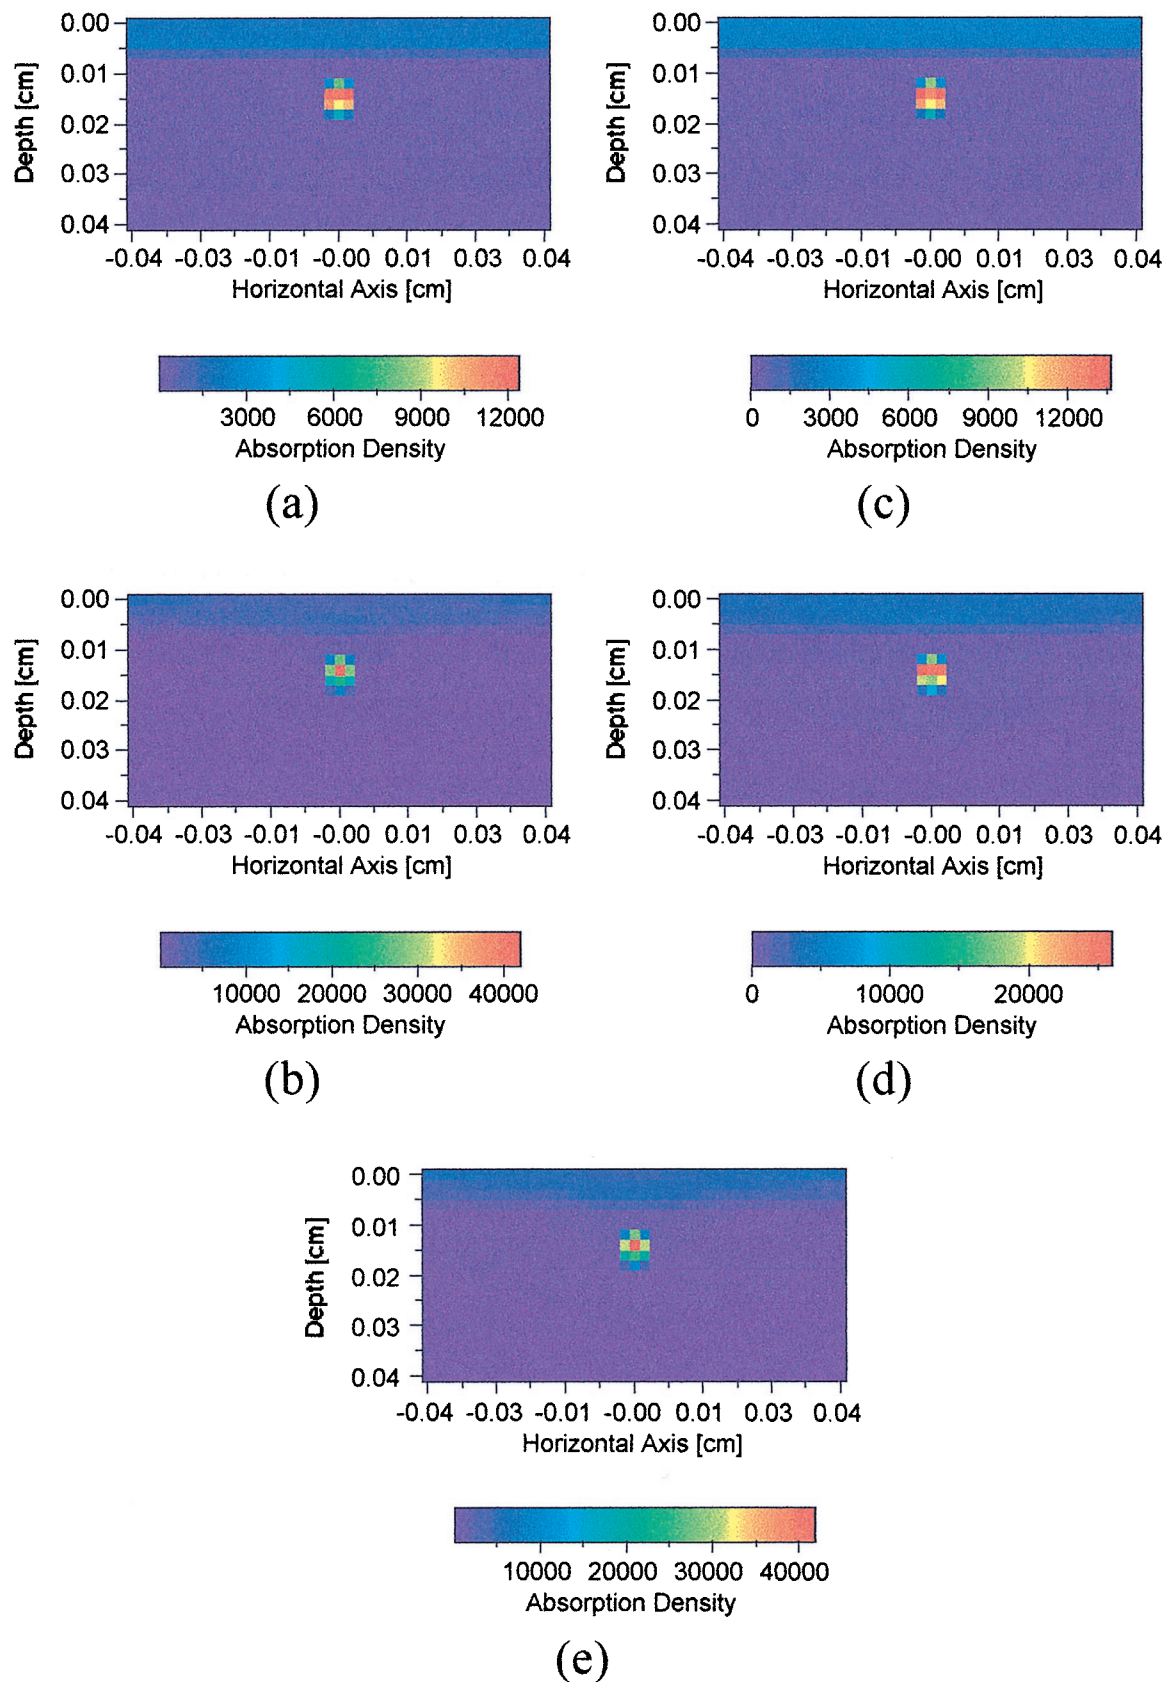 0.00
0.01
0.02
0.03
0.04
Depth [cm]
-0.04 -0.03 -0.01 -0.00 0.01 0.03 0.04
Horizontal Axis [cm]
3000 6000 9000 12000
Absorption Density
(a)
0.00
0.01
0.02
0.03
0.04
Depth [cm]
-0.04 -0.03 -0.01 -0.00 0.01 0.03 0.04
Horizontal Axis [cm]
0 3000 6000 9000 12000
Absorption Density
(c)
0.00
0.01
0.02
0.03
0.04
Depth [cm]
-0.04 -0.03 -0.01 -0.00 0.01 0.03 0.04
Horizontal Axis [cm]
10000 20000 30000 40000
Absorption Density
(b)
0.00
0.01
0.02
0.03
0.04
Depth [cm]
-0.04 -0.03 -0.01 -0.00 0.01 0.03 0.04
Horizontal Axis [cm]
0 10000 20000
Absorption Density
(d)
0.00
0.01
0.02
0.03
0.04
Depth [cm]
-0.04 -0.03 -0.01 -0.00 0.01 0.03 0.04
Horizontal Axis [cm]
10000 20000 30000 40000
Absorption Density
(e)